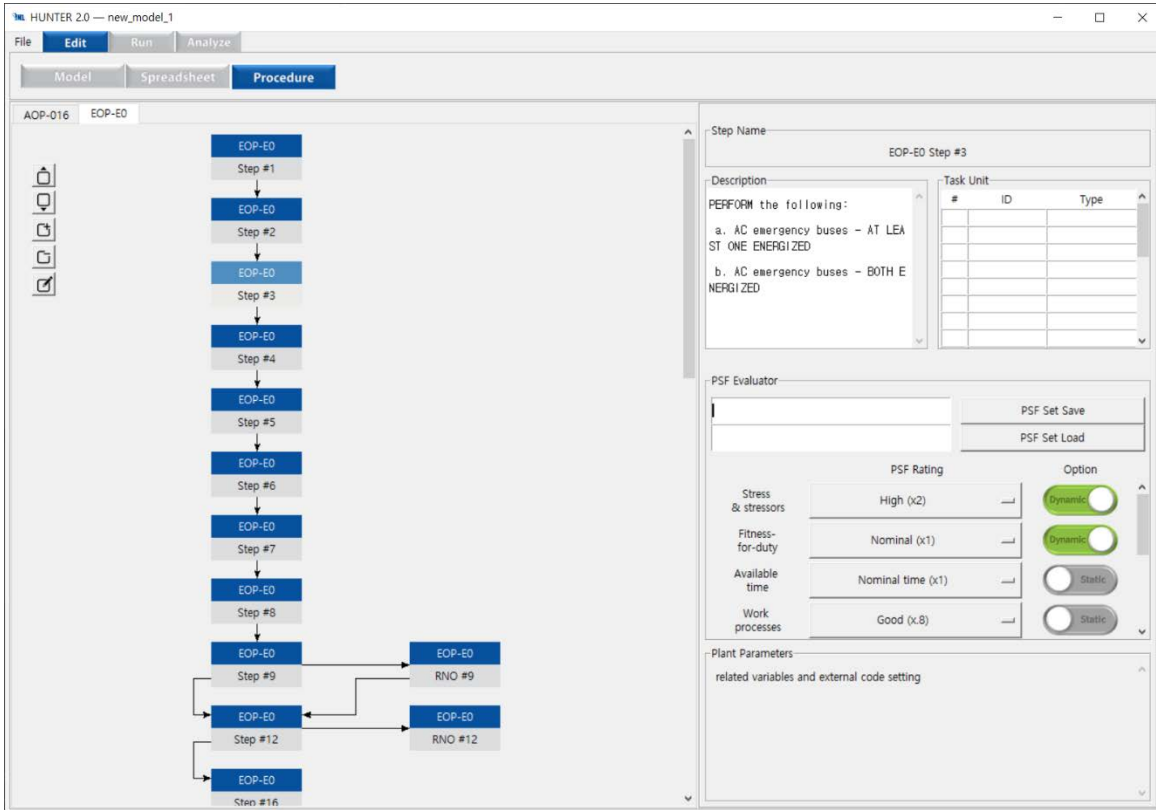 HUNTER 2.0 — new_model_1
File Edit Run Analyze
Model Spreadsheet Procedure
AOP-016 EOP-E0
EOP-E0
Step #1
EOP-E0
Step #2
EOP-E0
Step #3
EOP-E0
Step #4
EOP-E0
Step #5
EOP-E0
Step #6
EOP-E0
Step #7
EOP-E0
Step #8
EOP-E0
Step #9
EOP-E0
RNO #9
EOP-E0
Step #12
EOP-E0
RNO #12
EOP-E0
Step #16
Step Name
EOP-E0 Step #3
Description
PERFORM the following:
a. AC emergency buses - AT LEA
ST ONE ENERGIZED
b. AC emergency buses - BOTH E
NERGIZED
Task Unit
# ID Type
PSF Evaluator
PSF Set Save
PSF Set Load
PSF Rating Option
Stress
& stressors
High (x2)
Dynamic
Fitness-
for-duty
Nominal (x1)
Dynamic
Available
time
Nominal time (x1)
Static
Work
processes
Good (x.8)
Static
Plant Parameters
related variables and external code setting